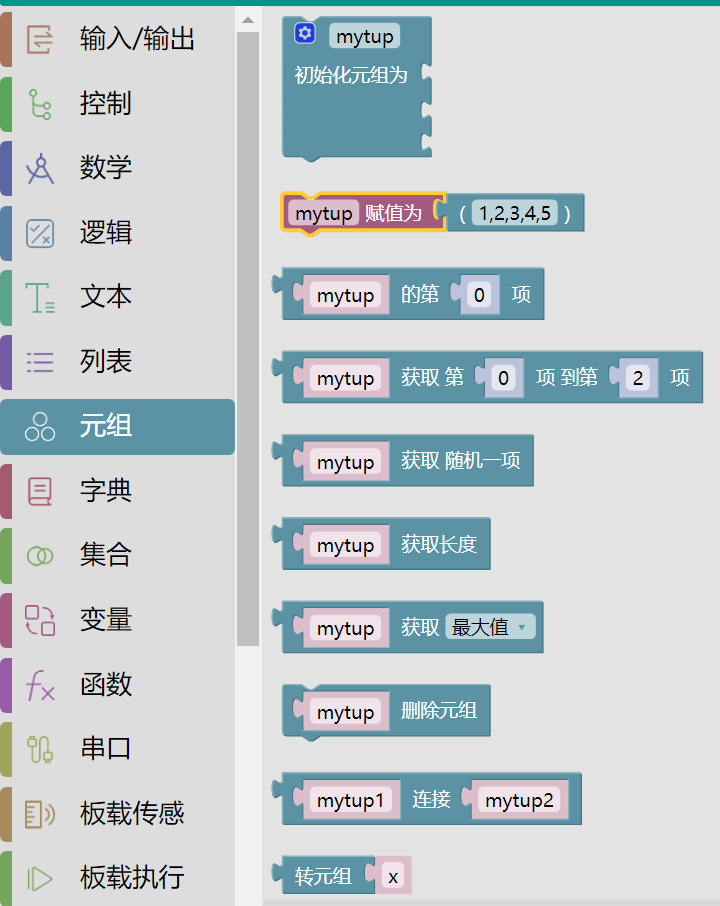 输入/输出
控制
数学
逻辑
文本
列表
元组
字典
集合
变量
函数
串口
板载传感
板载执行
mytup
初始化元组为
mytup 赋值为 ( 1,2,3,4,5 )
mytup 的第 0 项
mytup 获取 第 0 项 到第 2 项
mytup 获取 随机一项
mytup 获取长度
mytup 获取 最大值
mytup 删除元组
mytup1 连接 mytup2
转元组 x